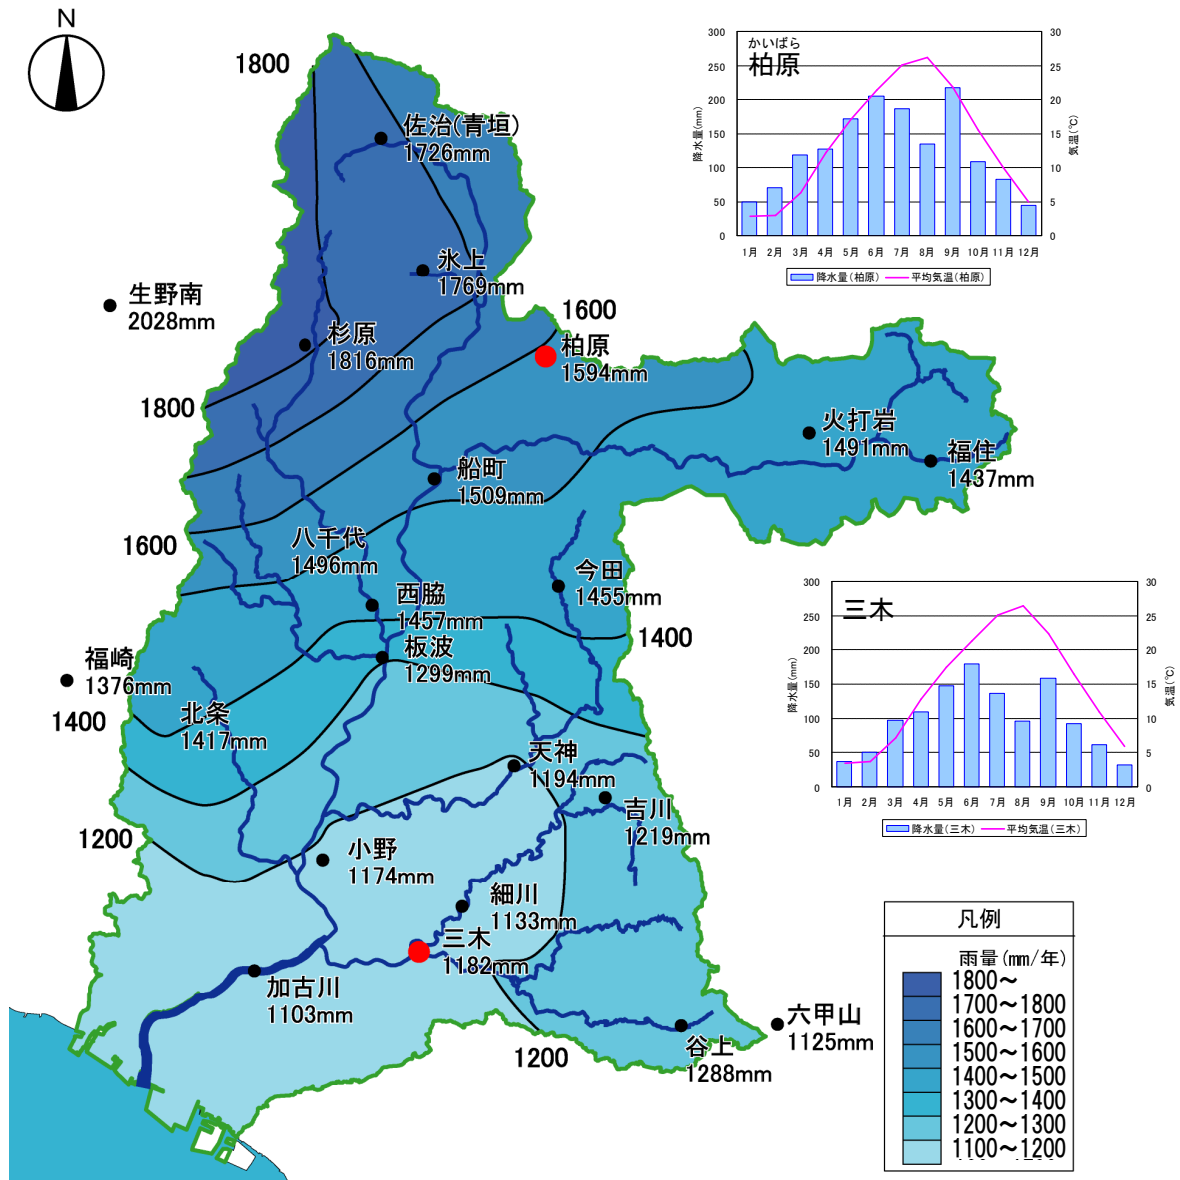 N
1800
佐治(青垣)
1726mm
氷上
1769mm
生野南
2028mm
杉原
1816mm
1600
柏原
1594mm
1800
火打岩
1491mm
福住
1437mm
船町
1509mm
1600
八千代
1496mm
今田
1455mm
西脇
1457mm
板波
1299mm
1400
福崎
1376mm
1400
北条
1417mm
天神
1194mm
吉川
1219mm
1200
小野
1174mm
細川
1133mm
三木
1182mm
加古川
1103mm
六甲山
1125mm
谷上
1288mm
1200
かいばら
柏原
降水量(mm)
気温(℃)
300
250
200
150
100
50
0
30
25
20
15
10
5
0
1月 2月 3月 4月 5月 6月 7月 8月 9月 10月 11月 12月
降水量(柏原) 平均気温(柏原)
三木
降水量(mm)
気温(℃)
300
250
200
150
100
50
0
30
25
20
15
10
5
0
1月 2月 3月 4月 5月 6月 7月 8月 9月 10月 11月 12月
降水量(三木) 平均気温(三木)
凡例
雨量(mm/年)
1800～
1700～1800
1600～1700
1500～1600
1400～1500
1300～1400
1200～1300
1100～1200